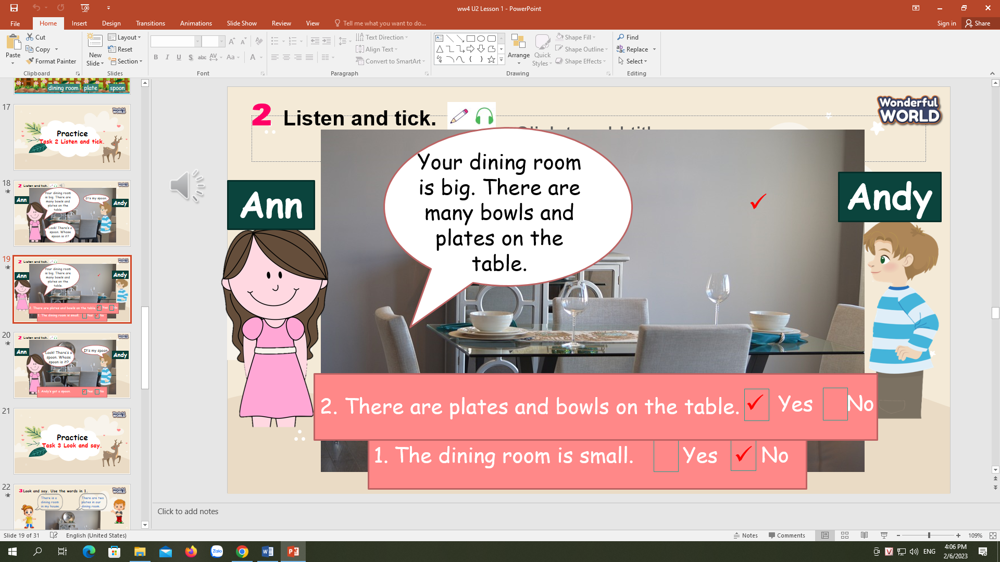 ww4 U2 Lesson 1 - PowerPoint
File Home Insert Design Transitions Animations Slide Show Review View Tell me what you want to do... Sign in Share
Paste
Cut
Copy
Format Painter
Clipboard
New Slide
Layout
Reset
Section
Slides
Font
Text Direction
Align Text
Convert to SmartArt
Paragraph
Arrange
Quick Styles
Shape Fill
Shape Outline
Shape Effects
Drawing
Find
Replace
Select
Editing
dining room plate spoon
17
Wonderful WORLD
Practice
Task 2 Listen and tick.
18
2 Listen and tick.
Ann
Your dining room
is big. There are
many bowls and
plates on the
table.
It's my spoon.
Andy
Look! There's a
spoon. Whose
spoon is it?
19
2 Listen and tick.
Ann
Your dining room
is big. There are
many bowls and
plates on the
table.
Andy
2. There are plates and bowls on the table. Yes No
1. The dining room is small. Yes No
20
2 Listen and tick.
Ann
Look! There's a
spoon. Whose
spoon is it?
It's my spoon.
Andy
1. Andy's got a spoon. Yes No
21
Wonderful WORLD
Practice
Task 3 Look and say.
22
3 Look and say. Use the words in 1.
There is a
dining room
in my house.
There are two
plates in our
dining room.
2 Listen and tick.
Wonderful
WORLD
Ann
Your dining room
is big. There are
many bowls and
plates on the
table.
Andy
2. There are plates and bowls on the table. Yes No
1. The dining room is small. Yes No
Click to add notes
Slide 19 of 31 English (United States) Notes Comments 109%
Zalo
ENG
4:06 PM
2/6/2023